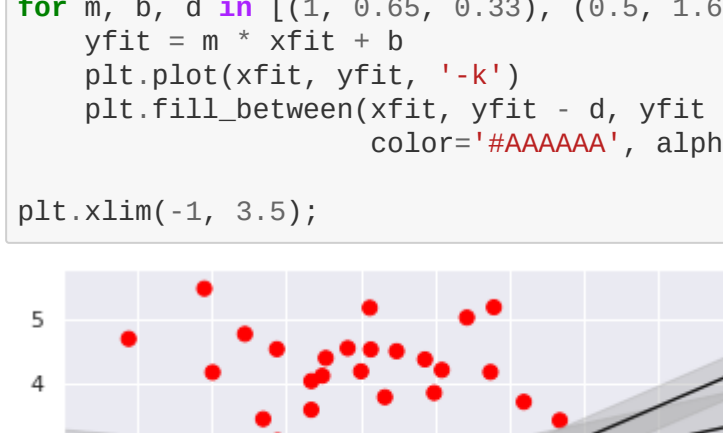 for m, b, d in [(1, 0.65, 0.33), (0.5, 1.6
yfit = m * xfit + b
plt.plot(xfit, yfit, '-k')
plt.fill_between(xfit, yfit - d, yfit
color='#AAAAAA', alph
plt.xlim(-1, 3.5);
5
4